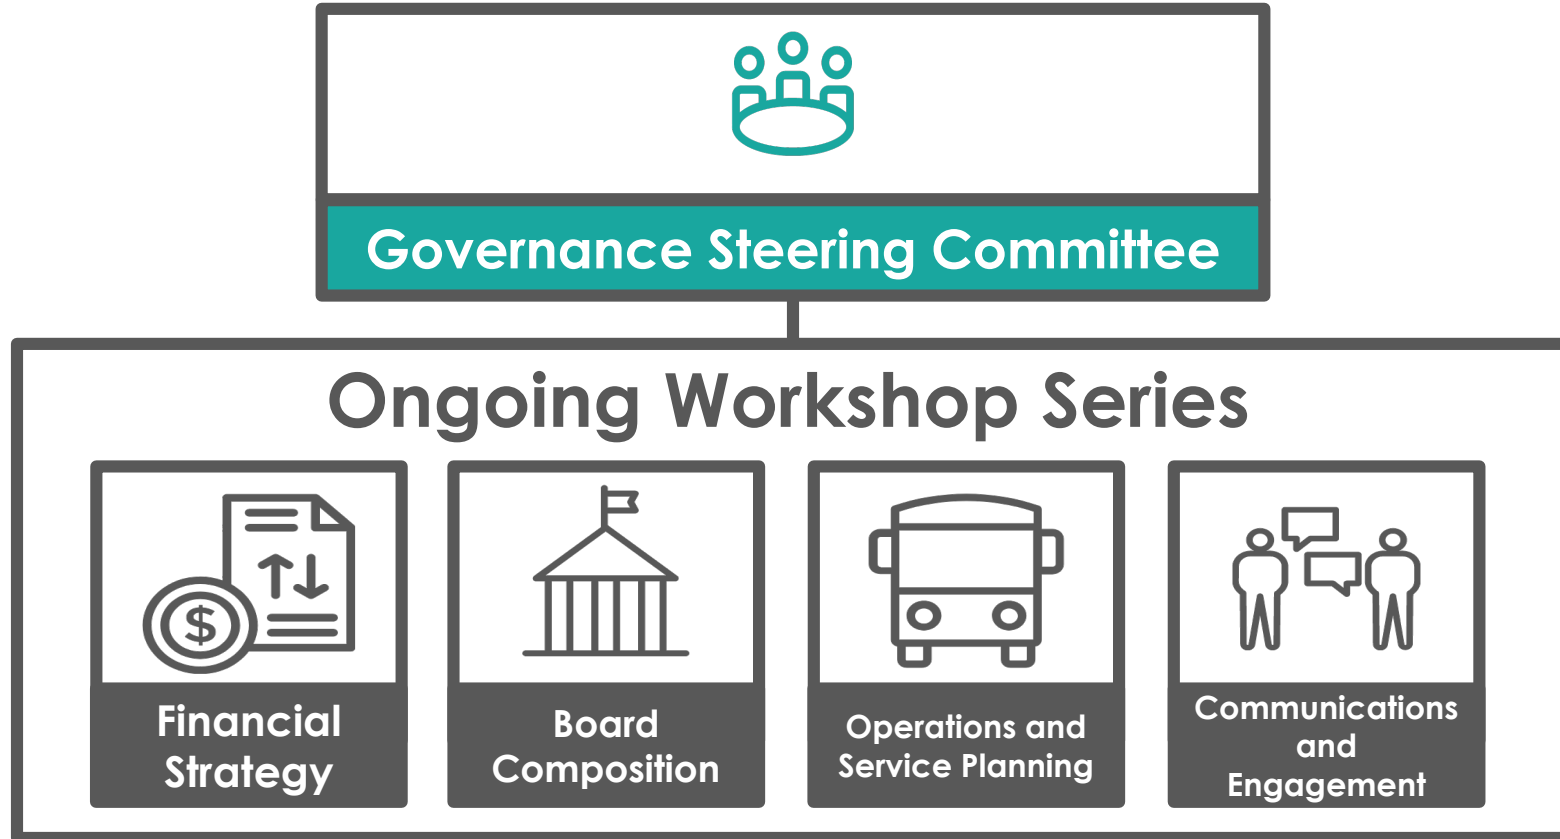 Governance Steering Committee
Ongoing Workshop Series
$
Financial
Strategy
Board
Composition
Operations and
Service Planning
Communications
and
Engagement